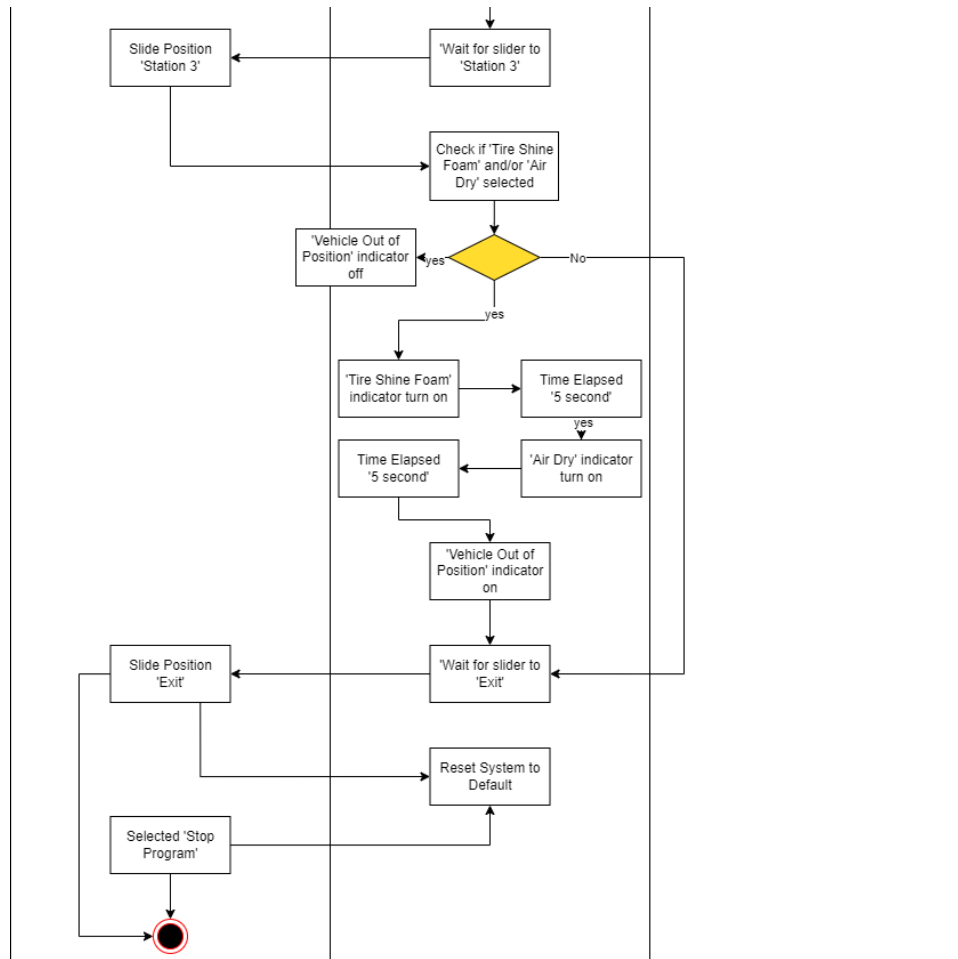 Slide Position
'Station 3'
'Wait for slider to
'Station 3'
Check if 'Tire Shine
Foam' and/or 'Air
Dry' selected
'Vehicle Out of
Position' indicator
off
yes
No
yes
'Tire Shine Foam'
indicator turn on
Time Elapsed
'5 second'
yes
Time Elapsed
'5 second'
'Air Dry' indicator
turn on
'Vehicle Out of
Position' indicator
on
Slide Position
'Exit'
'Wait for slider to
'Exit'
Reset System to
Default
Selected 'Stop
Program'